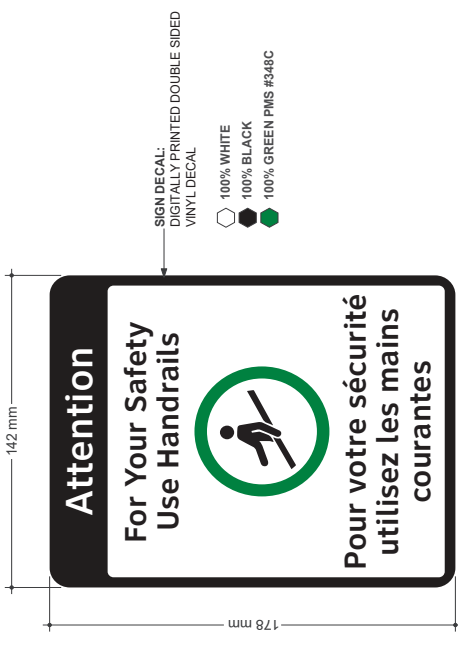 142 mm
178 mm
Attention
For Your Safety
Use Handrails
Pour votre sécurité
utilisez les mains
courantes
SIGN DECAL:
DIGITALLY PRINTED DOUBLE SIDED
VINYL DECAL
100% WHITE
100% BLACK
100% GREEN PMS #348C